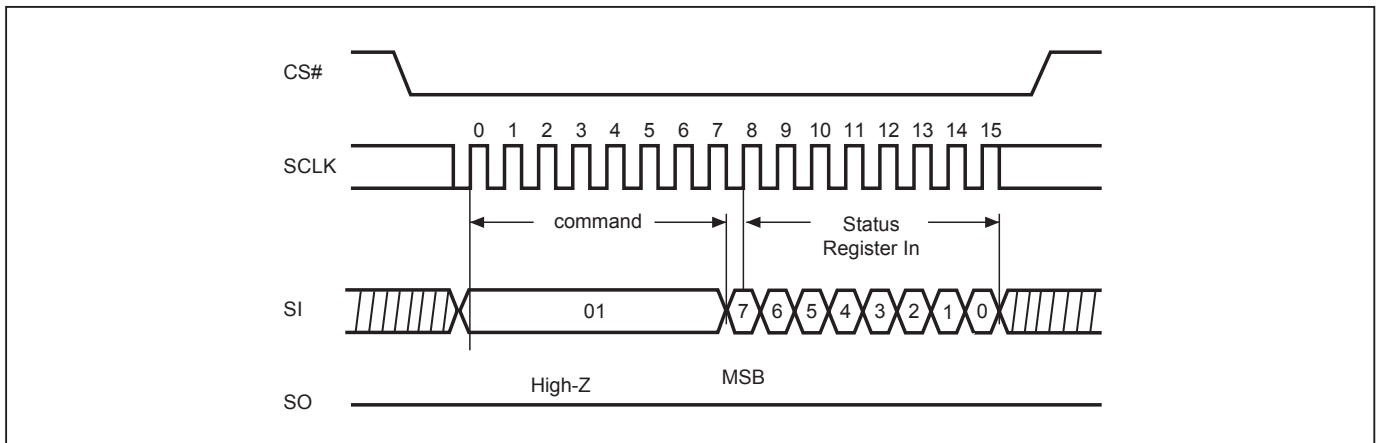 CS#
0 1 2 3 4 5 6 7 8 9 10 11 12 13 14 15
SCLK
command
Status
Register In
SI
01
7 6 5 4 3 2 1 0
High-Z
MSB
SO